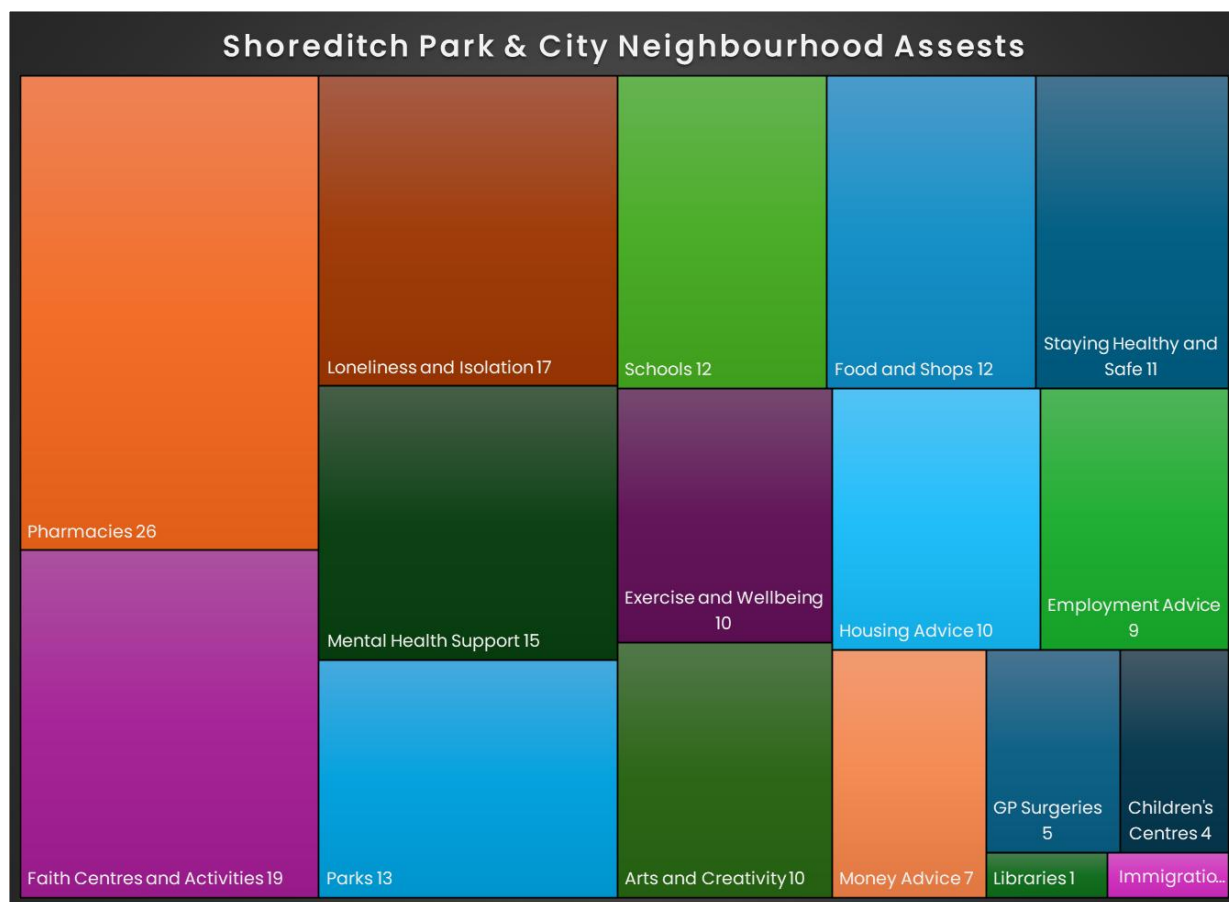 Shoreditch Park & City Neighbourhood Assests
Pharmacies 26
Faith Centres and Activities 19
Loneliness and Isolation 17
Mental Health Support 15
Parks 13
Schools 12
Food and Shops 12
Staying Healthy and
Safe 11
Exercise and Wellbeing
10
Housing Advice 10
Employment Advice
9
Arts and Creativity 10
Money Advice 7
GP Surgeries
5
Children's
Centres 4
Libraries 1
Immigratio...